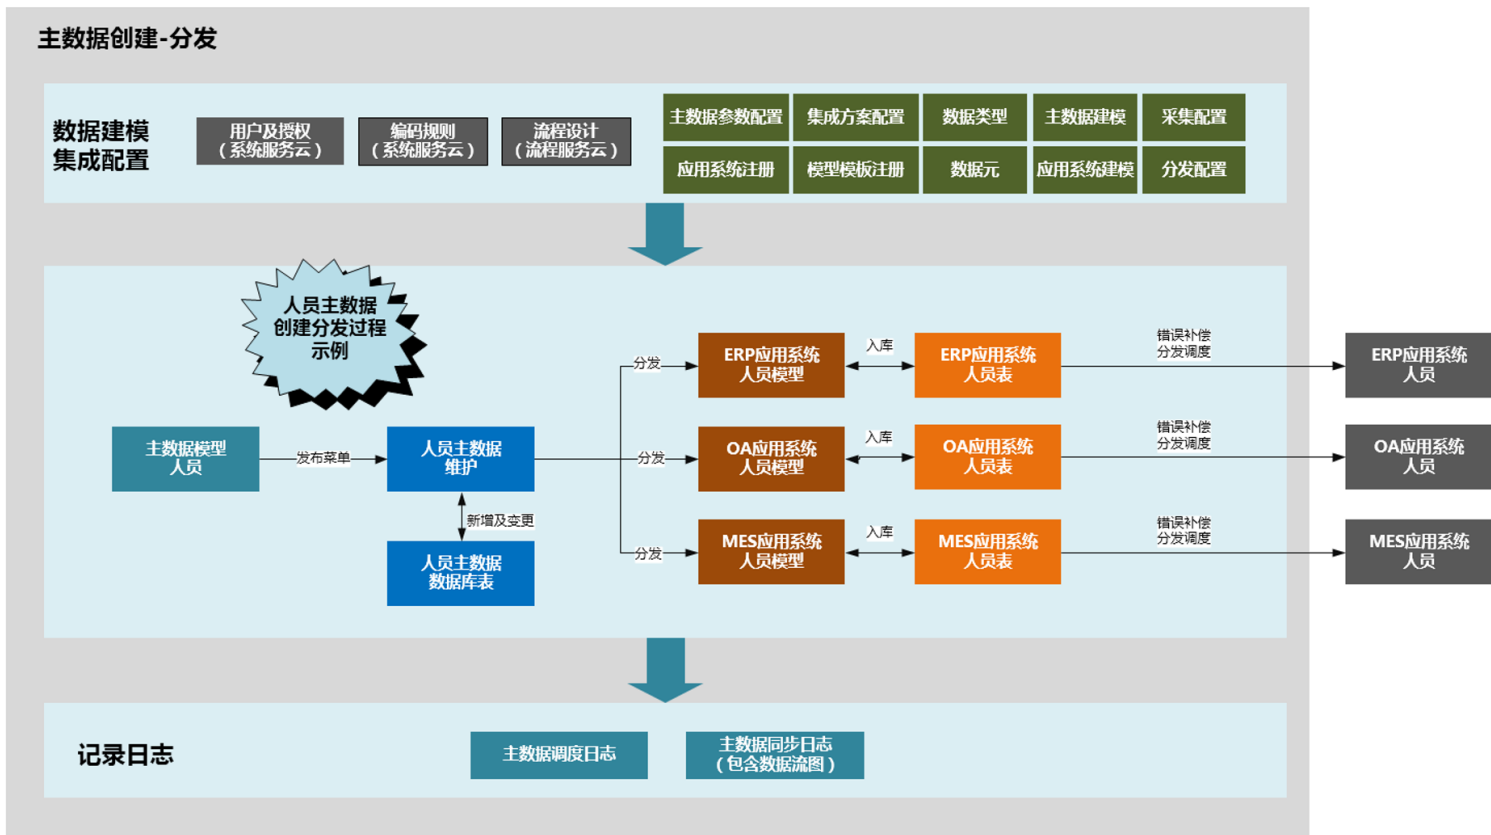 主数据创建-分发
数据建模
集成配置
用户及授权
（系统服务云）
编码规则
（系统服务云）
流程设计
（流程服务云）
主数据参数配置
集成方案配置
数据类型
主数据建模
采集配置
应用系统注册
模型模板注册
数据元
应用系统建模
分发配置
人员主数据
创建分发过程
示例
主数据模型
人员
发布菜单
人员主数据
维护
新增及变更
人员主数据
数据库表
分发
ERP应用系统
人员模型
入库
ERP应用系统
人员表
错误补偿
分发调度
ERP应用系统
人员
分发
OA应用系统
人员模型
入库
OA应用系统
人员表
错误补偿
分发调度
OA应用系统
人员
分发
MES应用系统
人员模型
入库
MES应用系统
人员表
错误补偿
分发调度
MES应用系统
人员
记录日志
主数据调度日志
主数据同步日志
（包含数据流图）